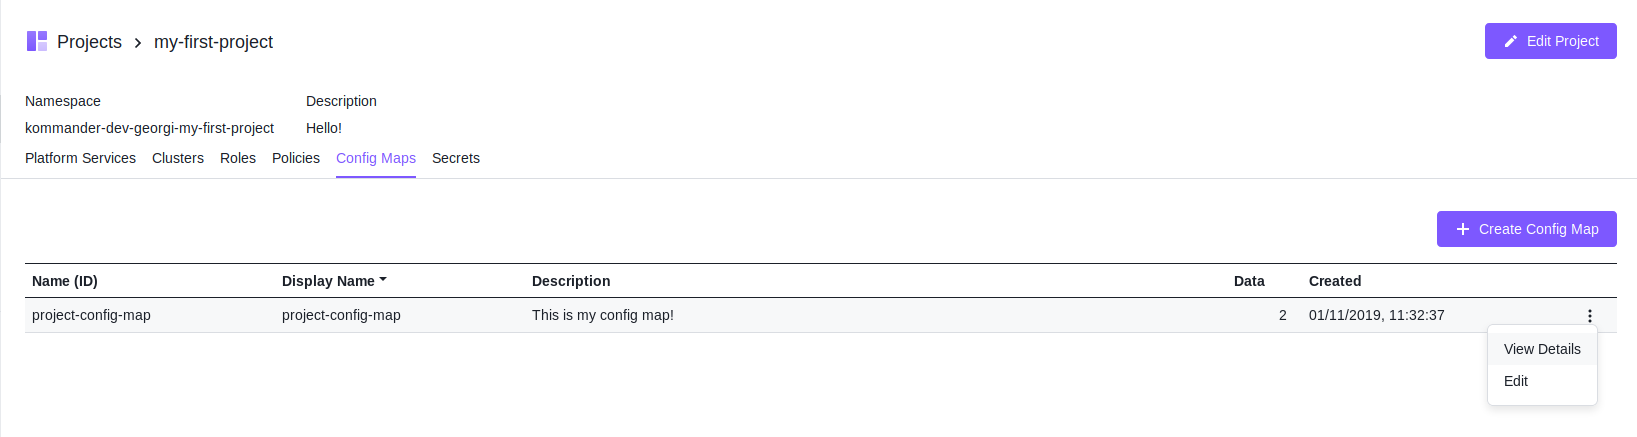 Projects > my-first-project
Edit Project
Namespace Description
kommander-dev-georgi-my-first-project Hello!
Platform Services Clusters Roles Policies Config Maps Secrets
Create Config Map
Name (ID) Display Name Description Data Created
project-config-map project-config-map This is my config map! 2 01/11/2019, 11:32:37
View Details
Edit